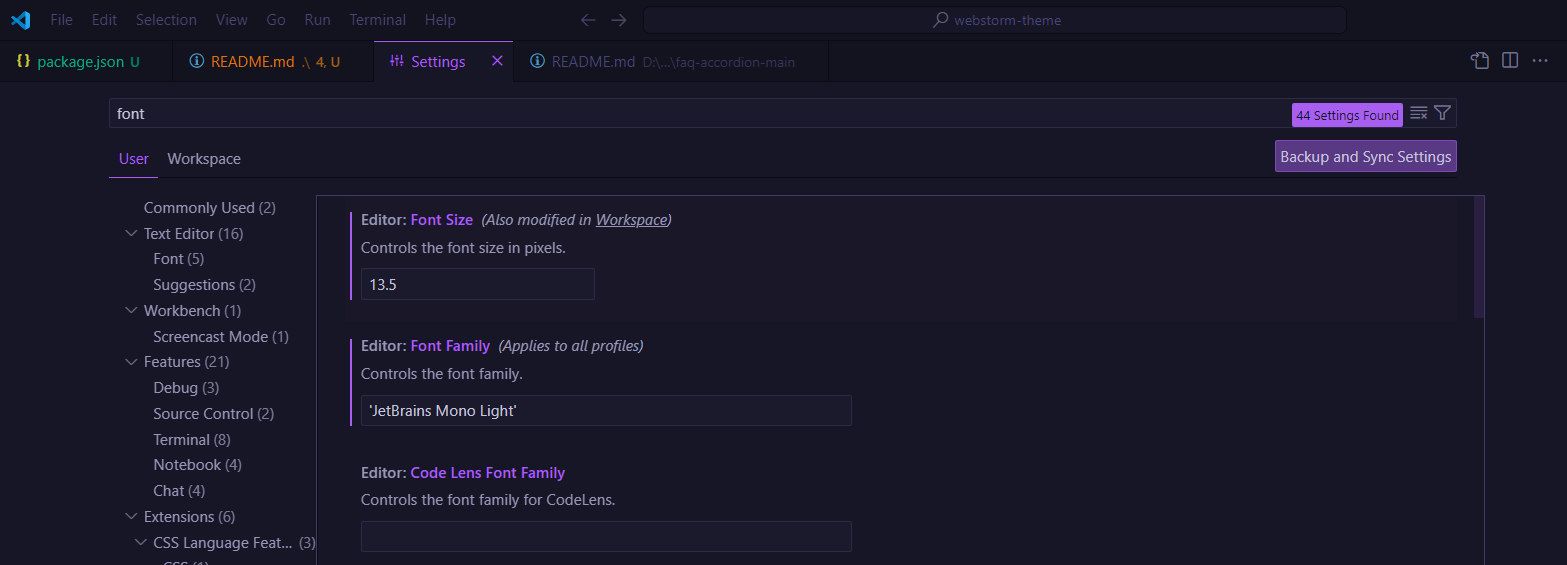 File Edit Selection View Go Run Terminal Help
webstorm-theme
{} package.json U
README.md .\ 4, U
Settings
README.md D:\...\faq-accordion-main
font
44 Settings Found
User Workspace
Backup and Sync Settings
Commonly Used (2)
Text Editor (16)
Font (5)
Suggestions (2)
Workbench (1)
Screencast Mode (1)
Features (21)
Debug (3)
Source Control (2)
Terminal (8)
Notebook (4)
Chat (4)
Extensions (6)
CSS Language Feat... (3)
CSS (1)
Editor: Font Size (Also modified in Workspace)
Controls the font size in pixels.
13.5
Editor: Font Family (Applies to all profiles)
Controls the font family.
'JetBrains Mono Light'
Editor: Code Lens Font Family
Controls the font family for CodeLens.